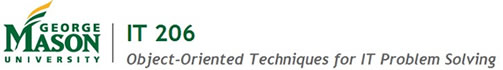 GEORGE
MASON
UNIVERSITY
IT 206
Object-Oriented Techniques for IT Problem Solving